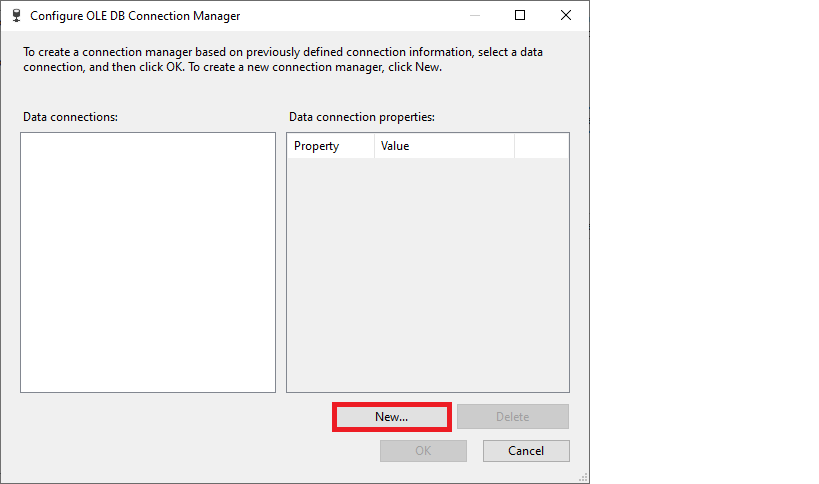 Configure OLE DB Connection Manager
To create a connection manager based on previously defined connection information, select a data
connection, and then click OK. To create a new connection manager, click New.
Data connections:
Data connection properties:
Property Value
New... Delete
OK Cancel